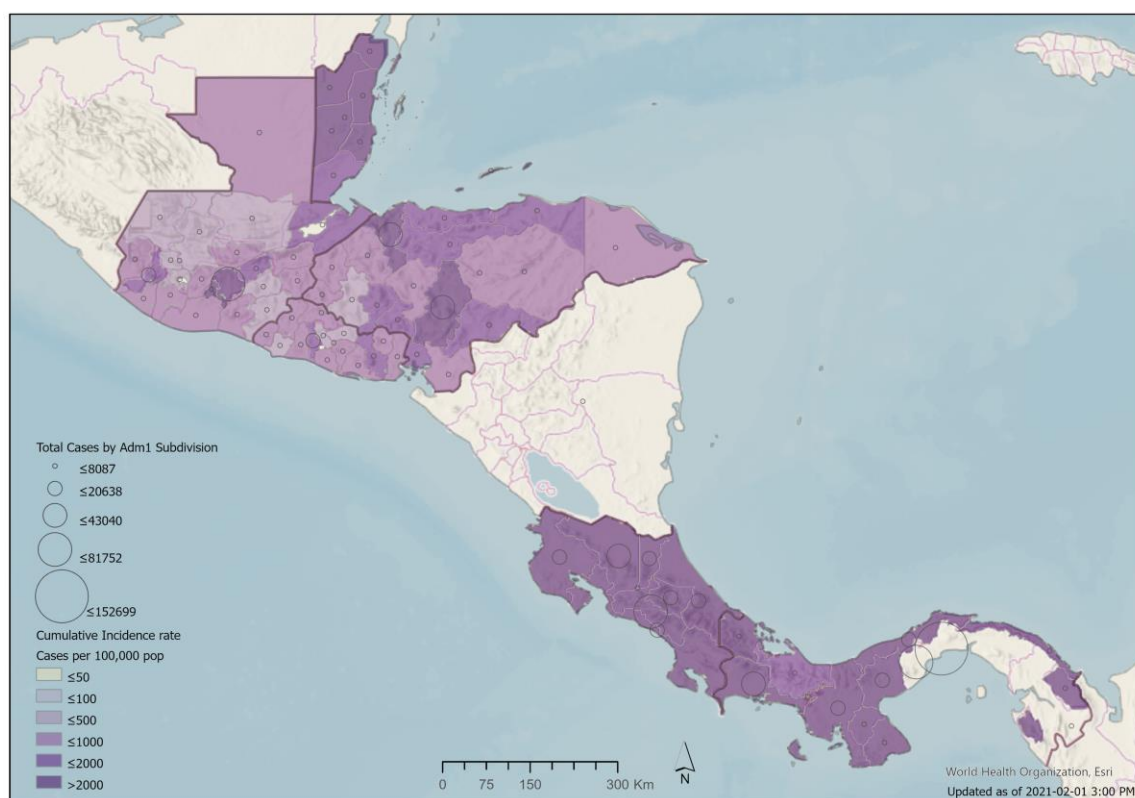 Total Cases by Adm1 Subdivision
≤8087
≤20638
≤43040
≤81752
≤152699
Cumulative Incidence rate
Cases per 100,000 pop
≤50
≤100
≤500
≤1000
≤2000
>2000
0 75 150 300 Km
N
World Health Organization, Esri
Updated as of 2021-02-01 3:00 PM